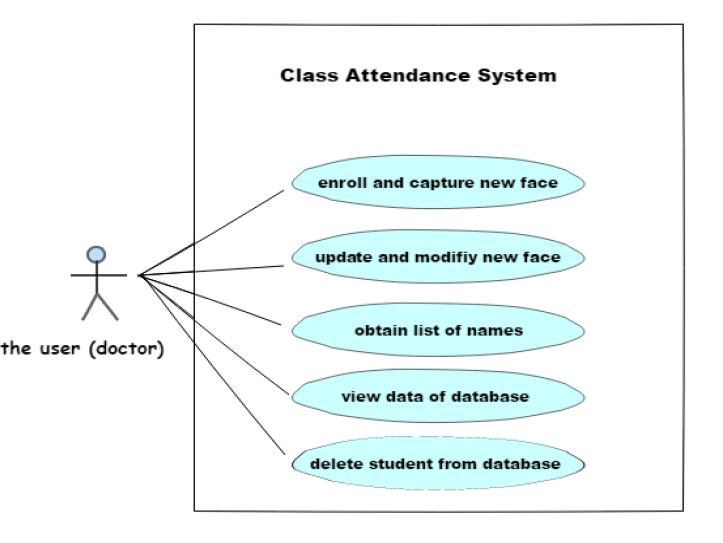 Class Attendance System
enroll and capture new face
update and modifiy new face
the user (doctor)
obtain list of names
view data of database
delete student from database